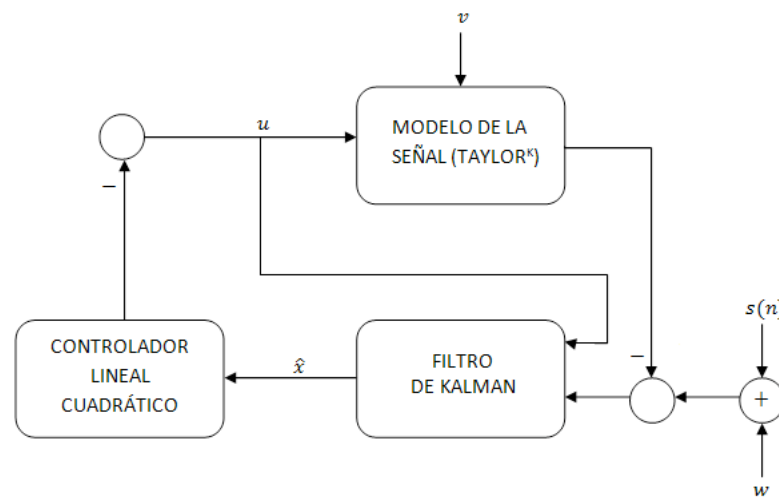 v
u
MODELO DE LA
SEÑAL (TAYLORᴷ)
−
s(n)
CONTROLADOR
LINEAL
CUADRÁTICO
x̂
FILTRO
DE KALMAN
−
+
w